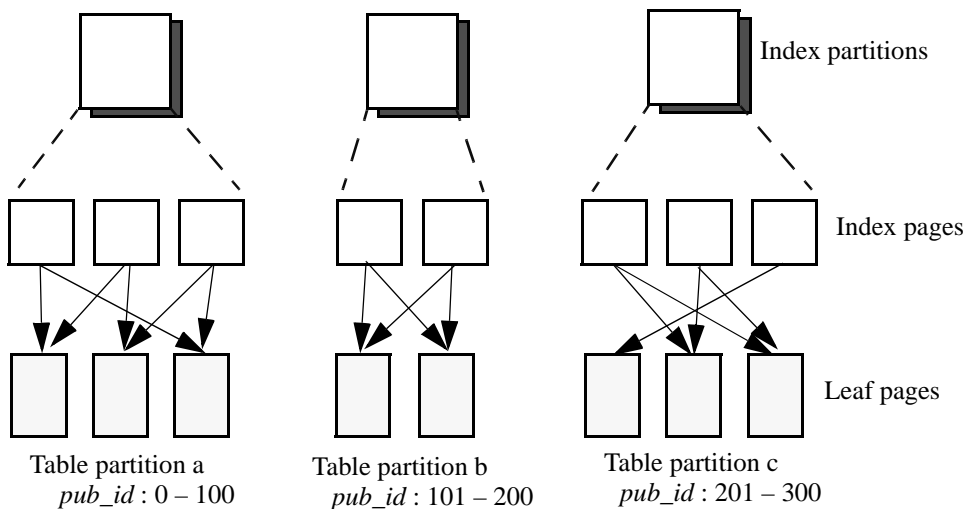 Index partitions
Index pages
Leaf pages
Table partition a
pub_id : 0 – 100
Table partition b
pub_id : 101 – 200
Table partition c
pub_id : 201 – 300